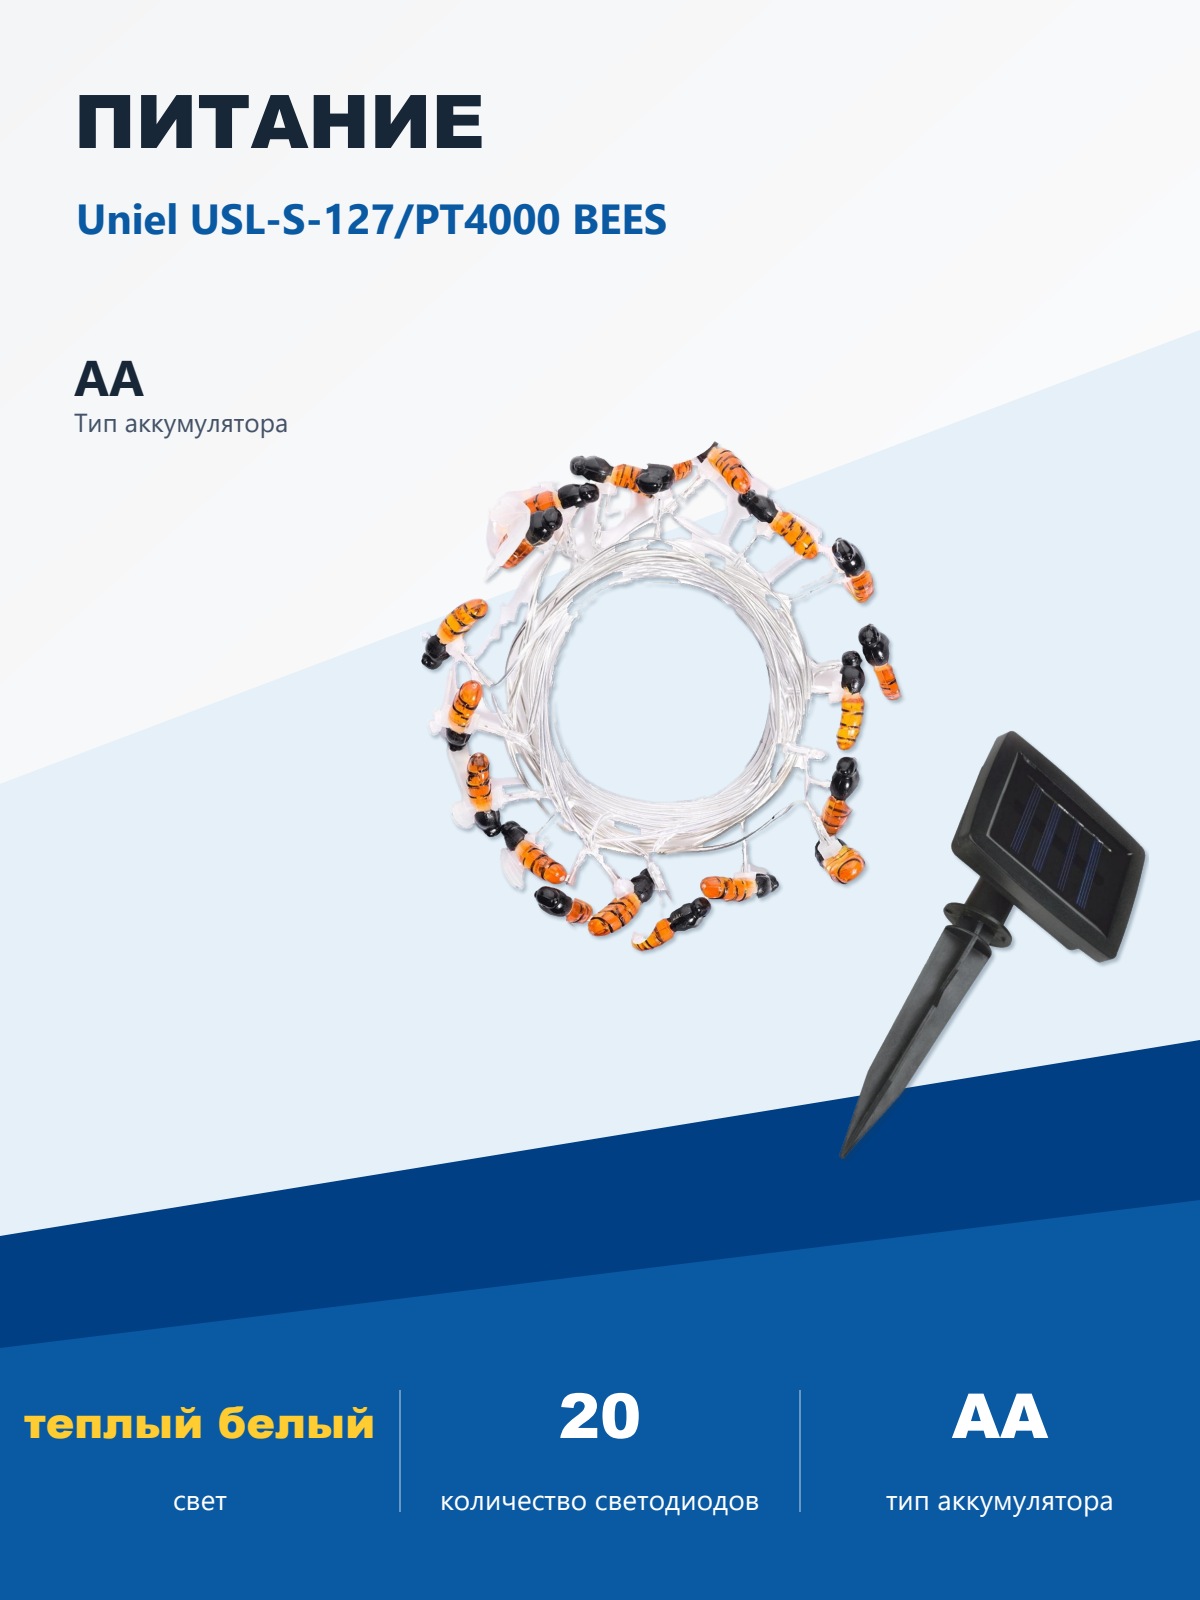 ПИТАНИЕ
Uniel USL-S-127/PT4000 BEES
AA
Тип аккумулятора
теплый белый
свет
20
количество светодиодов
AA
тип аккумулятора